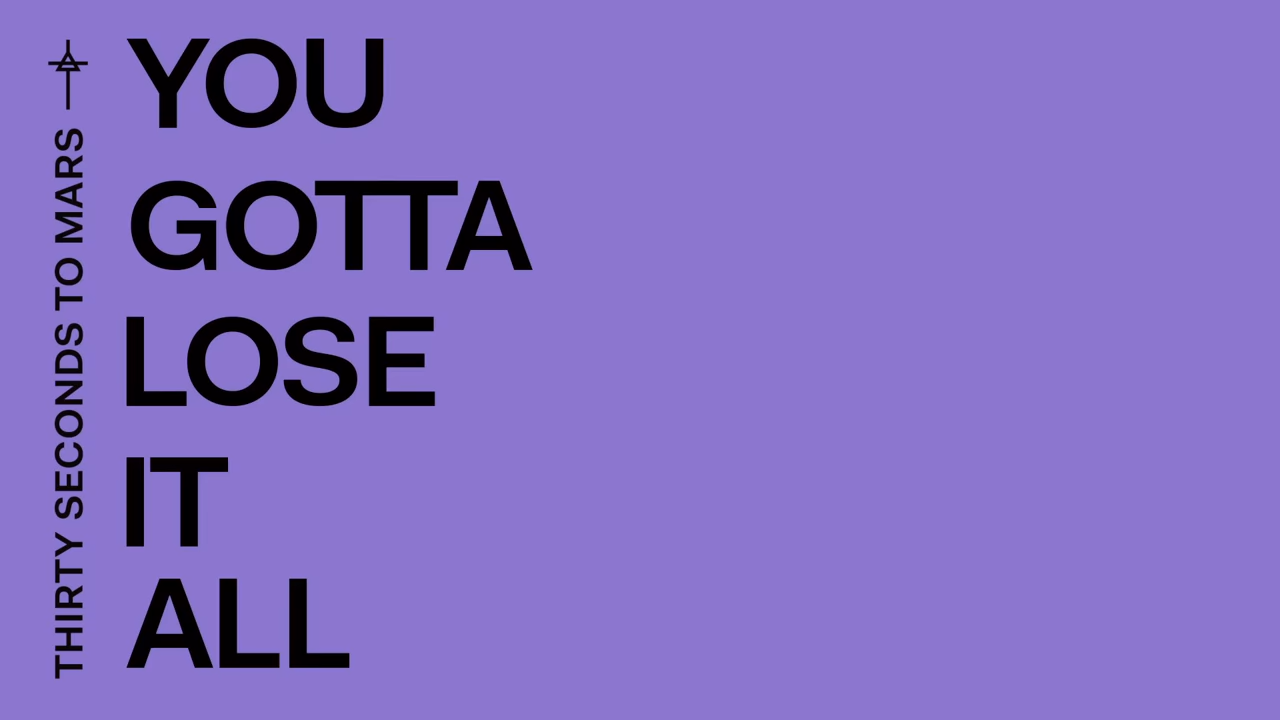 THIRTY SECONDS TO MARS
YOU
GOTTA
LOSE
IT
ALL